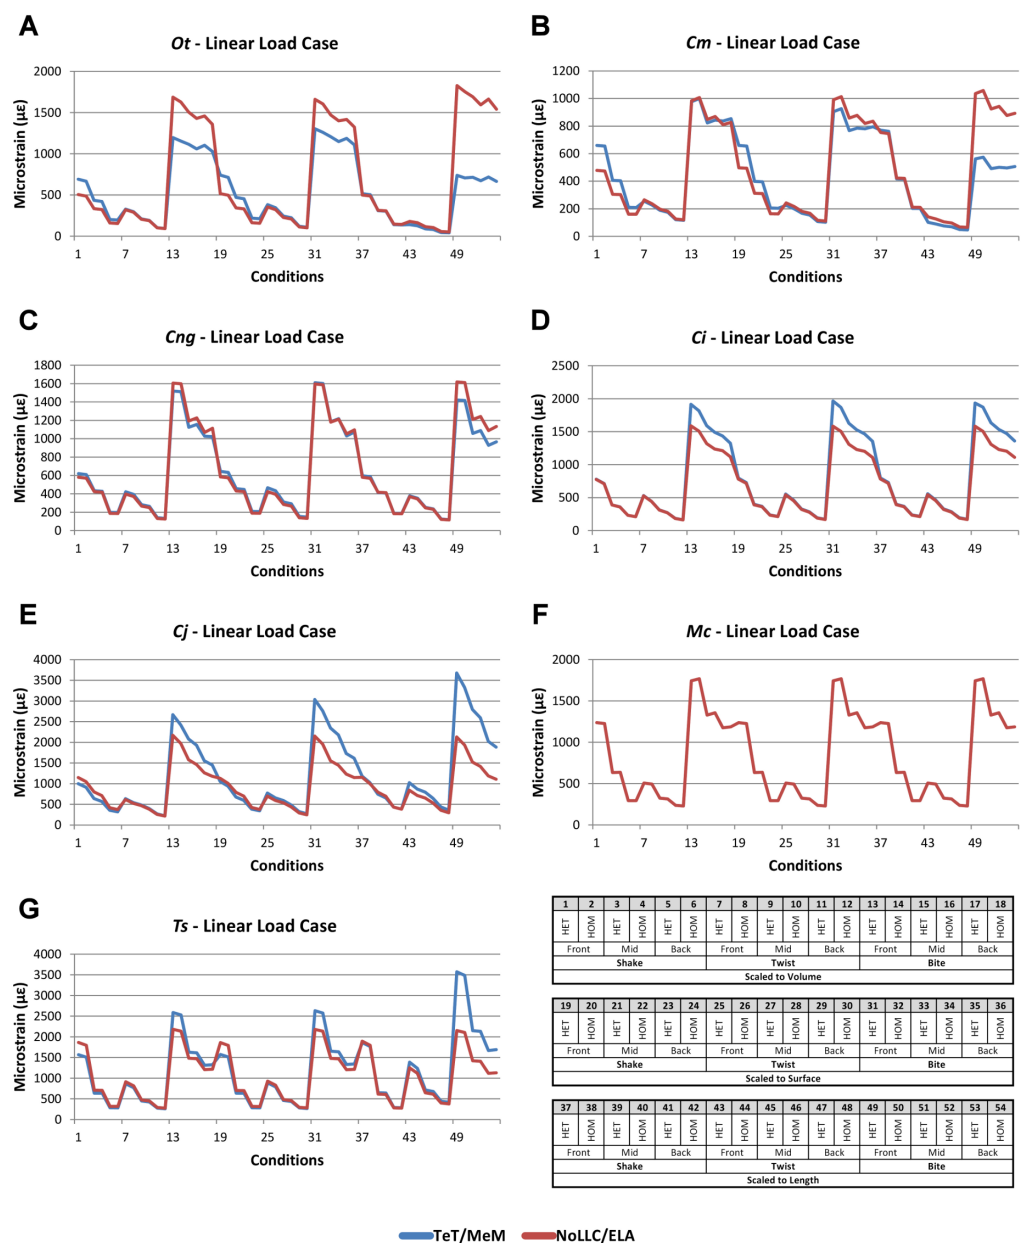 A
Ot - Linear Load Case
Microstrain (με)
2000
1500
1000
500
0
1 7 13 19 25 31 37 43 49
Conditions
B
Cm - Linear Load Case
Microstrain (με)
1200
1000
800
600
400
200
0
1 7 13 19 25 31 37 43 49
Conditions
C
Cng - Linear Load Case
Microstrain (με)
1800
1600
1400
1200
1000
800
600
400
200
0
1 7 13 19 25 31 37 43 49
Conditions
D
Ci - Linear Load Case
Microstrain (με)
2500
2000
1500
1000
500
0
1 7 13 19 25 31 37 43 49
Conditions
E
Cj - Linear Load Case
Microstrain (με)
4000
3500
3000
2500
2000
1500
1000
500
0
1 7 13 19 25 31 37 43 49
Conditions
F
Mc - Linear Load Case
Microstrain (με)
2000
1500
1000
500
0
1 7 13 19 25 31 37 43 49
Conditions
G
Ts - Linear Load Case
Microstrain (με)
4000
3500
3000
2500
2000
1500
1000
500
0
1 7 13 19 25 31 37 43 49
Conditions
1 2 3 4 5 6 7 8 9 10 11 12 13 14 15 16 17 18
HET HOM HET HOM HET HOM HET HOM HET HOM HET HOM HET HOM HET HOM HET HOM
Front Mid Back Front Mid Back Front Mid Back
Shake Twist Bite
Scaled to Volume
19 20 21 22 23 24 25 26 27 28 29 30 31 32 33 34 35 36
HET HOM HET HOM HET HOM HET HOM HET HOM HET HOM HET HOM HET HOM HET HOM
Front Mid Back Front Mid Back Front Mid Back
Shake Twist Bite
Scaled to Surface
37 38 39 40 41 42 43 44 45 46 47 48 49 50 51 52 53 54
HET HOM HET HOM HET HOM HET HOM HET HOM HET HOM HET HOM HET HOM HET HOM
Front Mid Back Front Mid Back Front Mid Back
Shake Twist Bite
Scaled to Length
TeT/MeM NoLLC/ELA